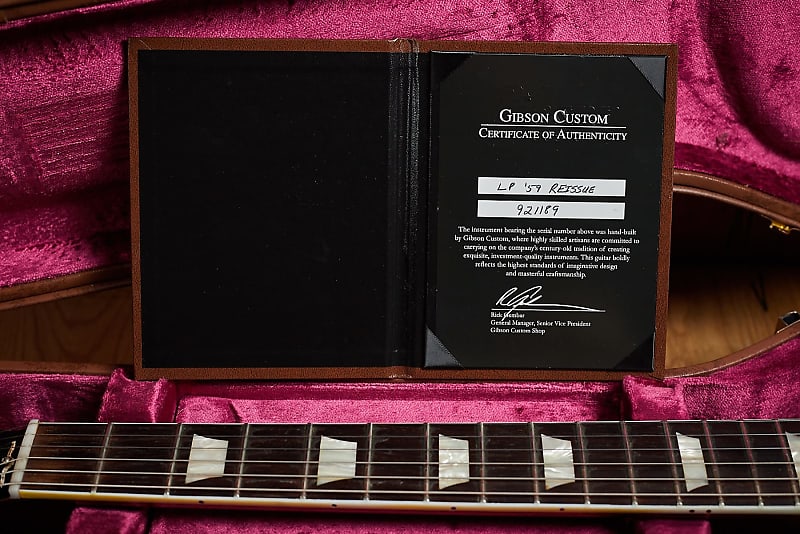 GIBSON CUSTOM
CERTIFICATE OF AUTHENTICITY
LP '59 REISSUE
921189
The instrument bearing the serial number above was hand-built
by Gibson Custom, where highly skilled artisans are committed to
carrying on the company's century-old tradition of creating
exquisite, investment-quality instruments. This guitar boldly
reflects the highest standards of imaginative design
and masterful craftsmanship.
Rick Gembar
General Manager, Senior Vice President
Gibson Custom Shop